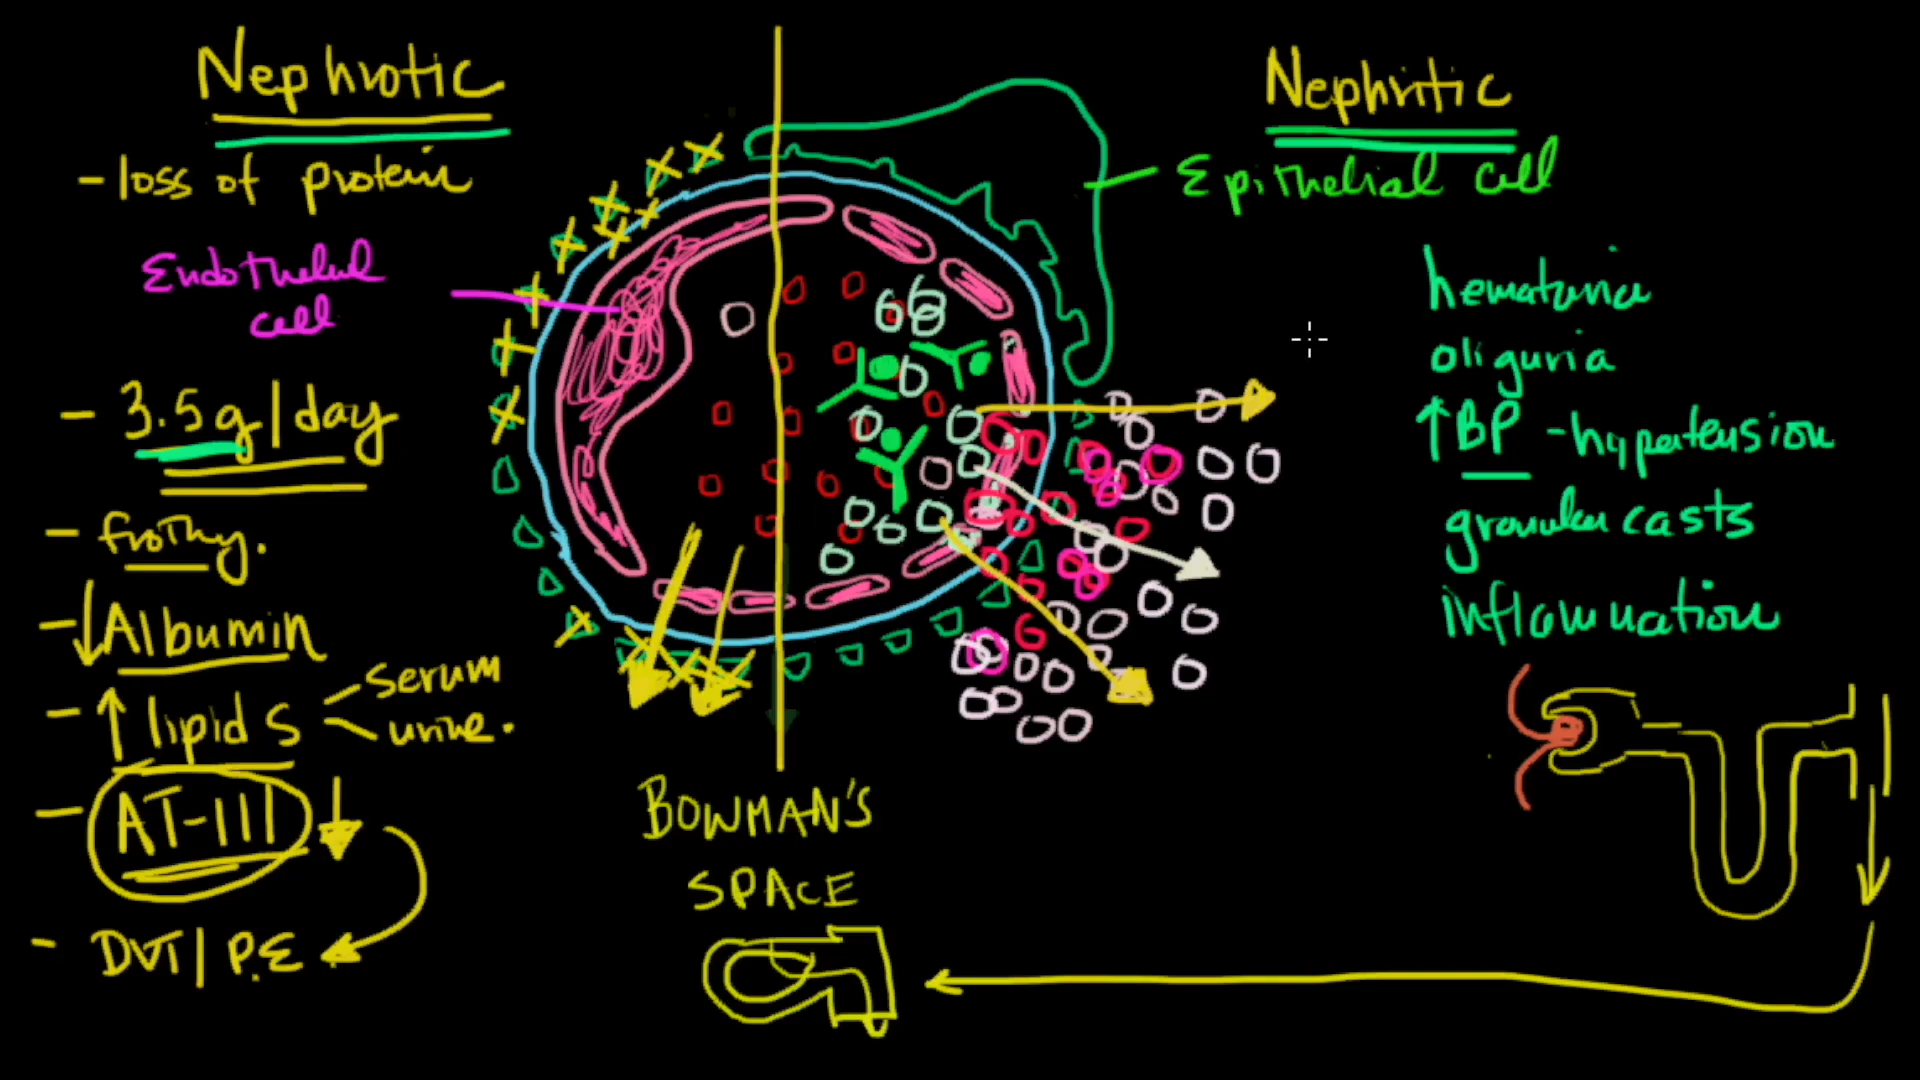 Nephrotic
- loss of protein
Endothelial
cell
- 3.5g/day
- frothy.
- ↓Albumin
- ↑ lipids < serum
urine.
- AT-III ↓
- DVT/P.E
BOWMAN'S
SPACE
Nephritic
Epithelial cell
hematuria
oliguria
↑BP - hypertension
granular casts
inflammation